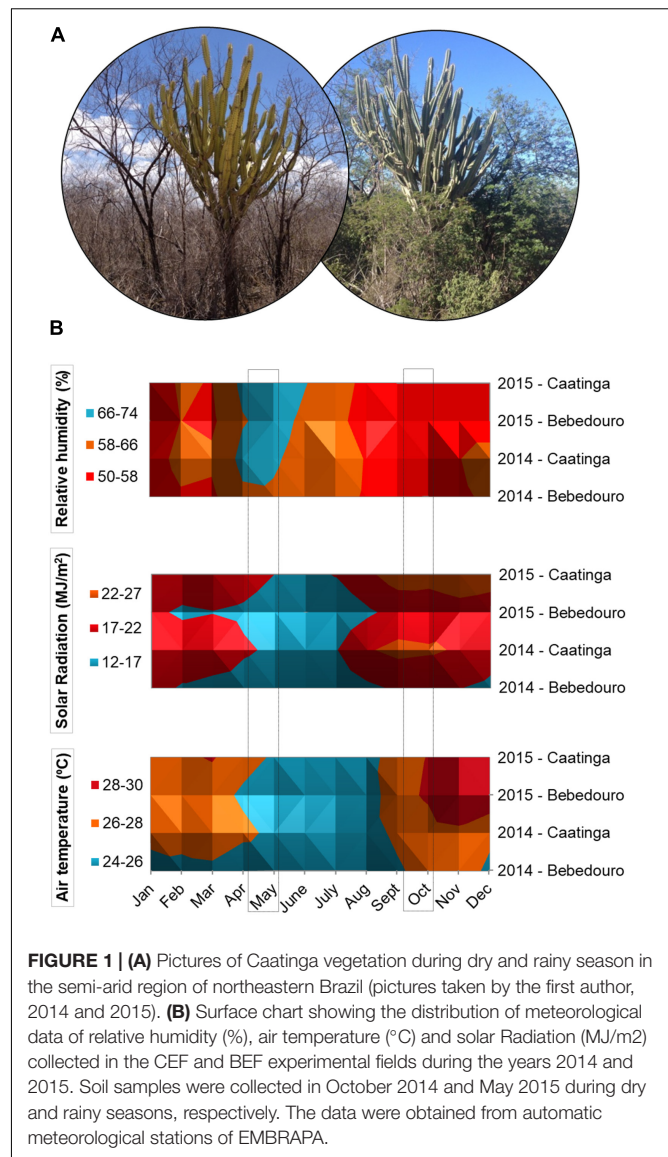 A
B
Relative humidity (%)
66-74
58-66
50-58
2015 - Caatinga
2015 - Bebedouro
2014 - Caatinga
2014 - Bebedouro
Solar Radiation (MJ/m²)
22-27
17-22
12-17
2015 - Caatinga
2015 - Bebedouro
2014 - Caatinga
2014 - Bebedouro
Air temperature (ºC)
28-30
26-28
24-26
2015 - Caatinga
2015 - Bebedouro
2014 - Caatinga
2014 - Bebedouro
Jan Feb Mar Apr May June July Aug Sept Oct Nov Dec
FIGURE 1 | (A) Pictures of Caatinga vegetation during dry and rainy season in
the semi-arid region of northeastern Brazil (pictures taken by the first author,
2014 and 2015). (B) Surface chart showing the distribution of meteorological
data of relative humidity (%), air temperature (°C) and solar Radiation (MJ/m2)
collected in the CEF and BEF experimental fields during the years 2014 and
2015. Soil samples were collected in October 2014 and May 2015 during dry
and rainy seasons, respectively. The data were obtained from automatic
meteorological stations of EMBRAPA.